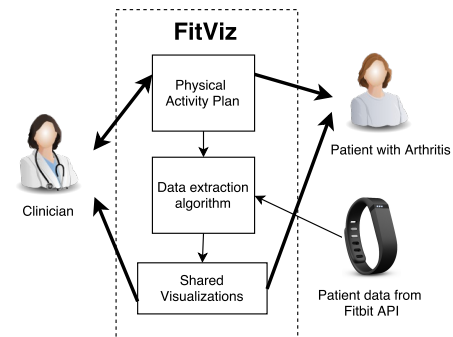 FitViz
Physical
Activity Plan
Patient with Arthritis
Data extraction
algorithm
Clinician
Shared
Visualizations
Patient data from
Fitbit API